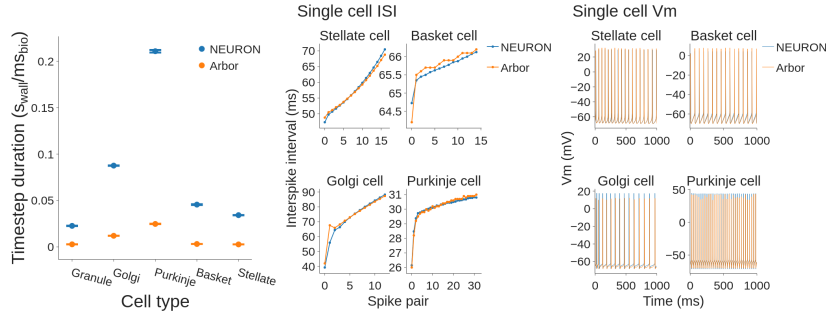 Timestep duration (s_wall/ms_bio)
0.2
0.15
0.1
0.05
0
NEURON
Arbor
Granule
Golgi
Purkinje
Basket
Stellate
Cell type
Single cell ISI
Interspike interval (ms)
Stellate cell
70
65
60
55
50
0
5
10
15
Basket cell
66
65.5
65
64.5
0
5
10
15
NEURON
Arbor
Golgi cell
90
80
70
60
50
40
0
5
10
Purkinje cell
31
30
29
28
27
26
0
10
20
30
Spike pair
Single cell Vm
Vm (mV)
Stellate cell
20
0
−20
−40
−60
0
500
1000
Basket cell
0
−20
−40
−60
0
500
1000
NEURON
Arbor
Golgi cell
20
0
−20
−40
−60
0
500
1000
Purkinje cell
50
0
−50
0
500
1000
Time (ms)